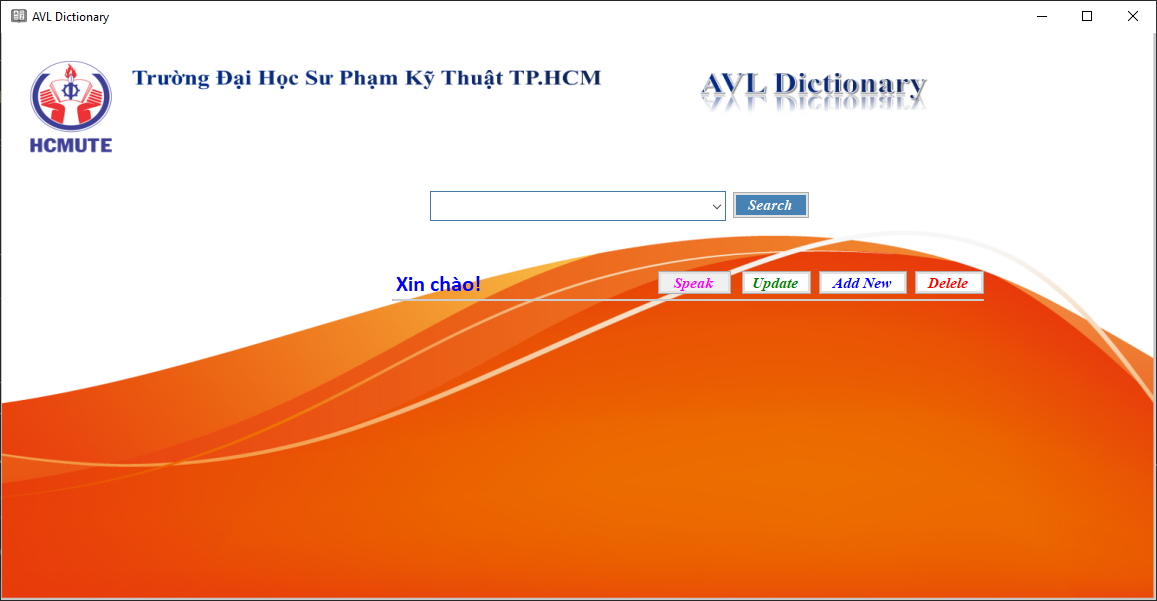 AVL Dictionary
Trường Đại Học Sư Phạm Kỹ Thuật TP.HCM
AVL Dictionary
HCMUTE
Search
Xin chào!
Speak
Update
Add New
Delele